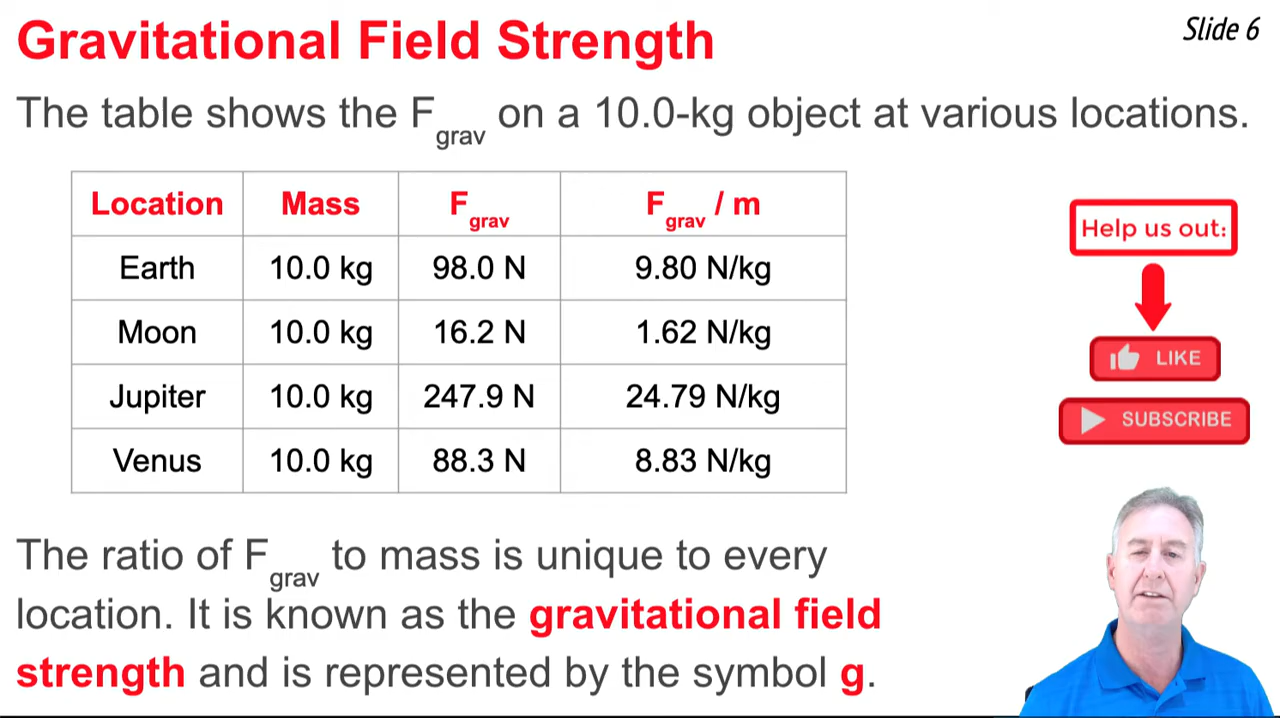 Gravitational Field Strength
Slide 6
The table shows the F grav on a 10.0-kg object at various locations.
Location Mass F grav F grav / m
Earth 10.0 kg 98.0 N 9.80 N/kg
Moon 10.0 kg 16.2 N 1.62 N/kg
Jupiter 10.0 kg 247.9 N 24.79 N/kg
Venus 10.0 kg 88.3 N 8.83 N/kg
Help us out:
LIKE
SUBSCRIBE
The ratio of F grav to mass is unique to every
location. It is known as the gravitational field
strength and is represented by the symbol g.